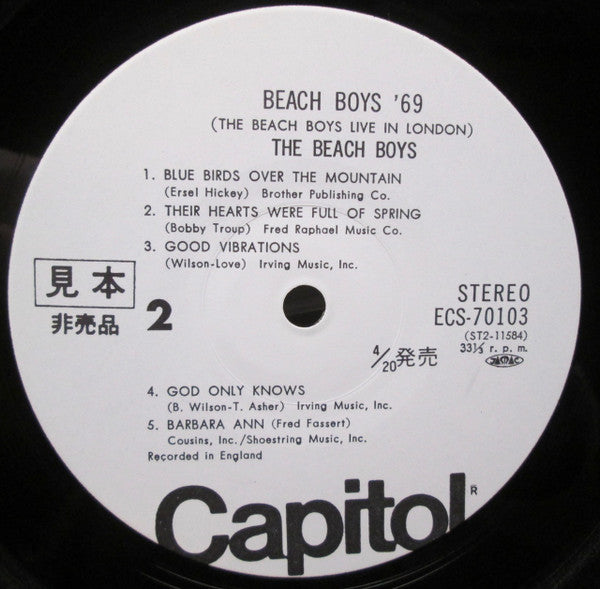 BEACH BOYS '69
(THE BEACH BOYS LIVE IN LONDON)
THE BEACH BOYS
1. BLUE BIRDS OVER THE MOUNTAIN
(Ersel Hickey) Brother Publishing Co.
2. THEIR HEARTS WERE FULL OF SPRING
(Bobby Troup) Fred Raphael Music Co.
3. GOOD VIBRATIONS
(Wilson-Love) Irving Music, Inc.
見本
非売品
2
STEREO
ECS-70103
(ST2-11584)
33⅓ r. p. m.
JASRAC
4/20発売
4. GOD ONLY KNOWS
(B. Wilson-T. Asher) Irving Music, Inc.
5. BARBARA ANN (Fred Fassert)
Cousins, Inc./Shoestring Music, Inc.
Recorded in England
Capitol®